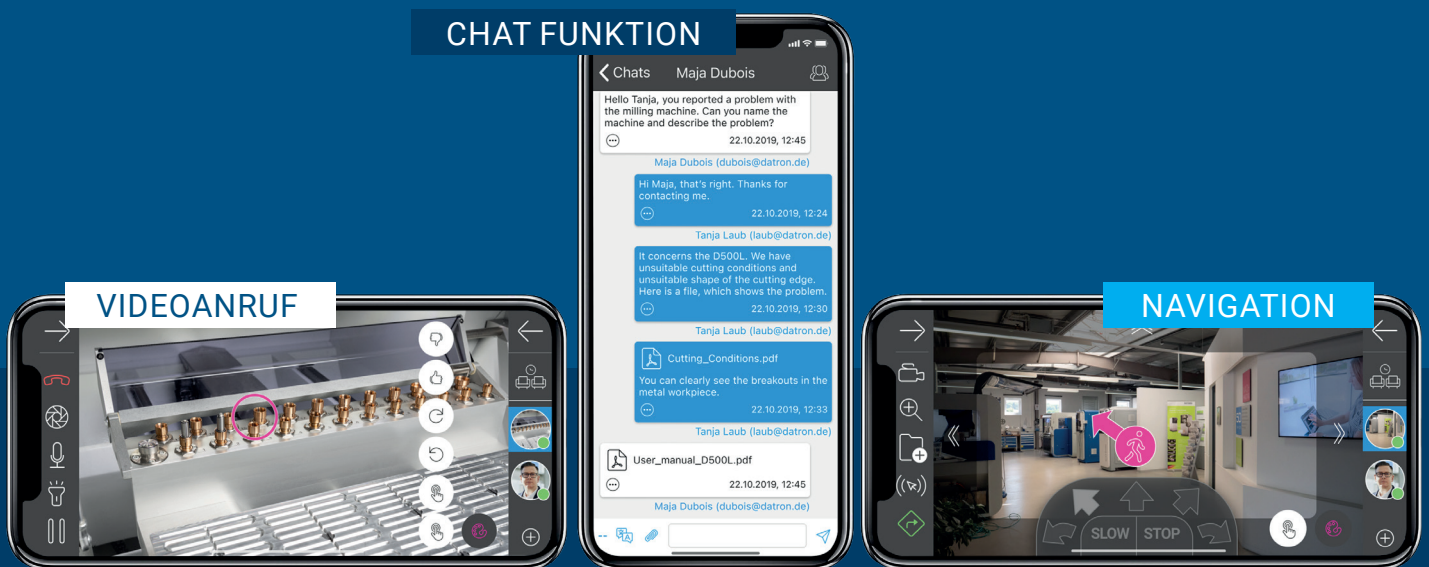 CHAT FUNKTION
Chats
Maja Dubois
Hello Tanja, you reported a problem with
the milling machine. Can you name the
machine and describe the problem?
22.10.2019, 12:45
Maja Dubois (dubois@datron.de)
Hi Maja, that's right. Thanks for
contacting me.
22.10.2019, 12:24
Tanja Laub (laub@datron.de)
It concerns the D500L. We have
unsuitable cutting conditions and
unsuitable shape of the cutting edge.
Here is a file, which shows the problem.
22.10.2019, 12:30
Tanja Laub (laub@datron.de)
Cutting_Conditions.pdf
You can clearly see the breakouts in the
metal workpiece.
22.10.2019, 12:33
Tanja Laub (laub@datron.de)
User_manual_D500L.pdf
22.10.2019, 12:45
Maja Dubois (dubois@datron.de)
VIDEOANRUF
NAVIGATION
SLOW
STOP